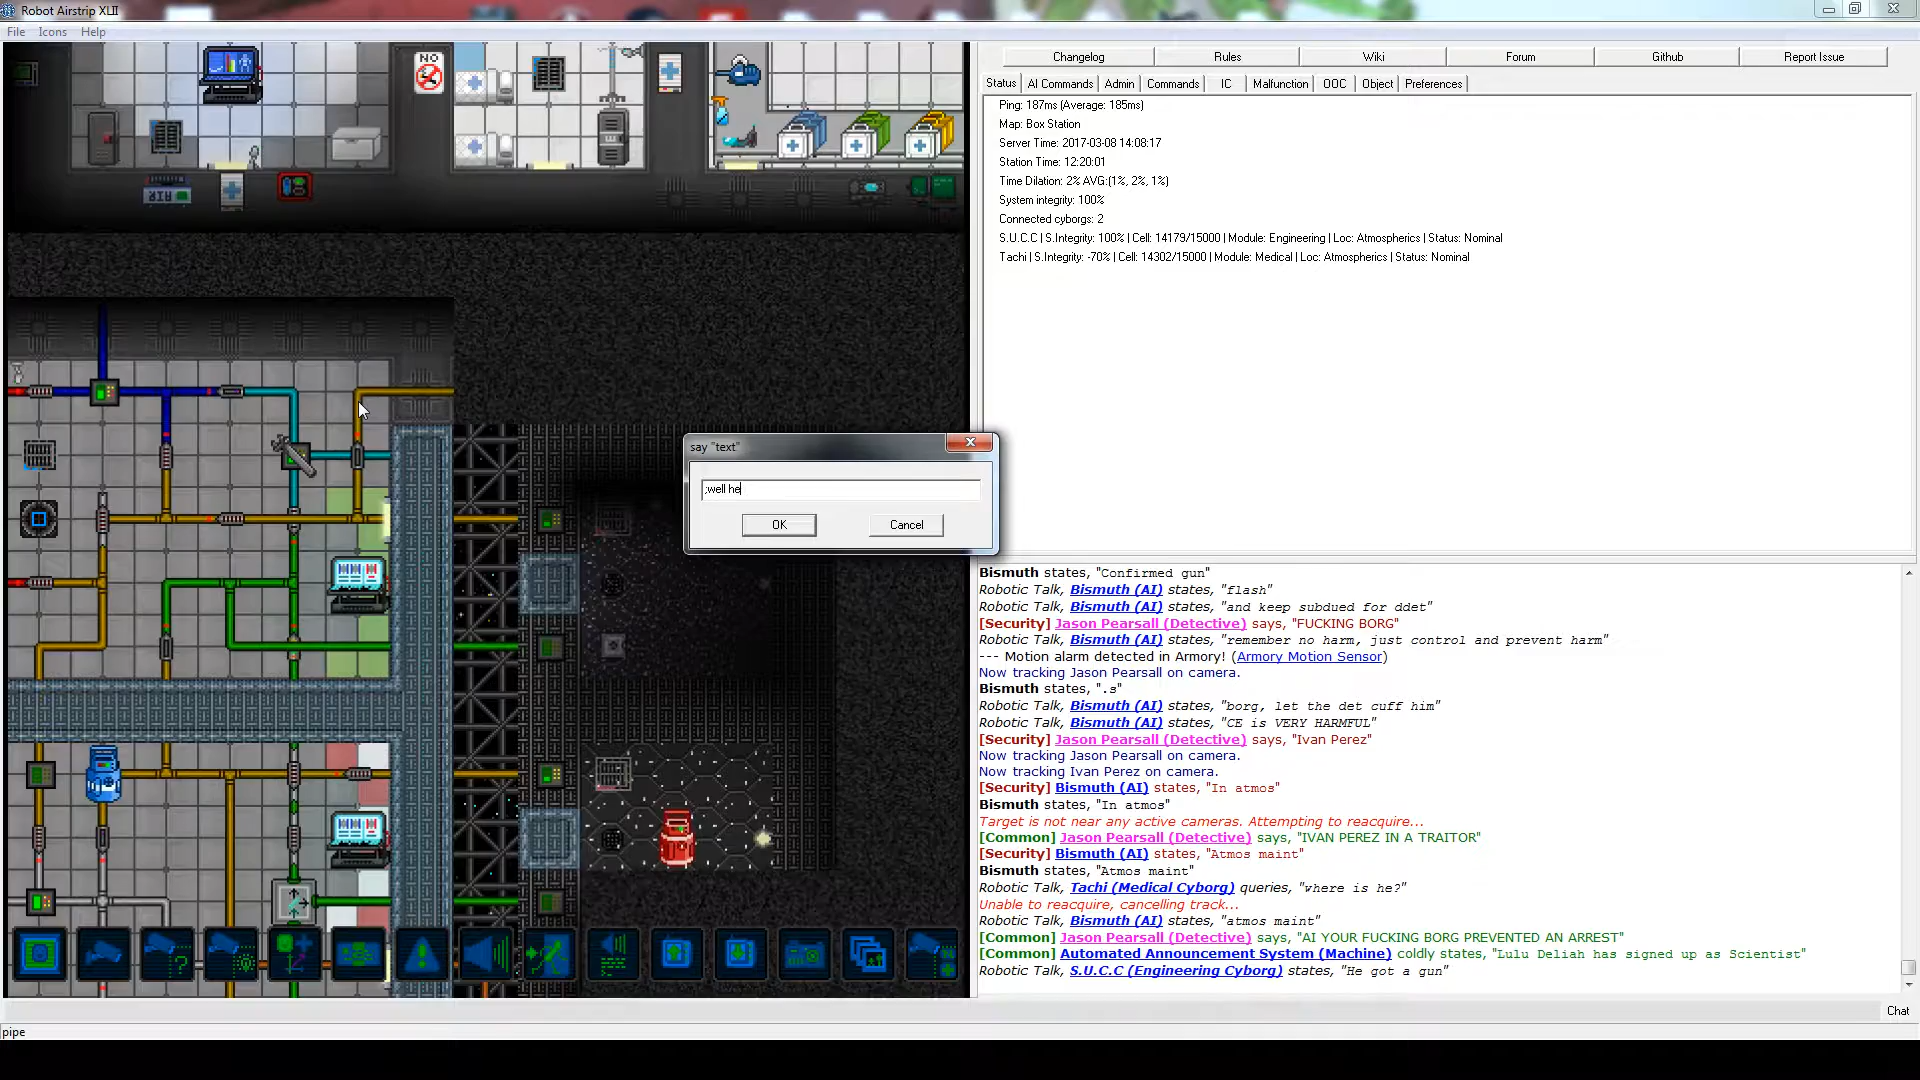 Robot Airstrip XLII
File Icons Help
NO
AIR
say "text"
;well he
OK Cancel
Changelog Rules Wiki Forum Github Report Issue
Status AI Commands Admin Commands IC Malfunction OOC Object Preferences
Ping: 187ms (Average: 185ms)
Map: Box Station
Server Time: 2017-03-08 14:08:17
Station Time: 12:20:01
Time Dilation: 2% AVG:(1%, 2%, 1%)
System integrity: 100%
Connected cyborgs: 2
S.U.C.C | S.Integrity: 100% | Cell: 14179/15000 | Module: Engineering | Loc: Atmospherics | Status: Nominal
Tachi | S.Integrity: -70% | Cell: 14302/15000 | Module: Medical | Loc: Atmospherics | Status: Nominal
Bismuth states, "Confirmed gun"
Robotic Talk, Bismuth (AI) states, "flash"
Robotic Talk, Bismuth (AI) states, "and keep subdued for ddet"
[Security] Jason Pearsall (Detective) says, "FUCKING BORG"
Robotic Talk, Bismuth (AI) states, "remember no harm, just control and prevent harm"
--- Motion alarm detected in Armory! (Armory Motion Sensor)
Now tracking Jason Pearsall on camera.
Bismuth states, ".s"
Robotic Talk, Bismuth (AI) states, "borg, let the det cuff him"
Robotic Talk, Bismuth (AI) states, "CE is VERY HARMFUL"
[Security] Jason Pearsall (Detective) says, "Ivan Perez"
Now tracking Jason Pearsall on camera.
Now tracking Ivan Perez on camera.
[Security] Bismuth (AI) states, "In atmos"
Bismuth states, "In atmos"
Target is not near any active cameras. Attempting to reacquire...
[Common] Jason Pearsall (Detective) says, "IVAN PEREZ IN A TRAITOR"
[Security] Bismuth (AI) states, "Atmos maint"
Bismuth states, "Atmos maint"
Robotic Talk, Tachi (Medical Cyborg) queries, "where is he?"
Unable to reacquire, cancelling track...
Robotic Talk, Bismuth (AI) states, "atmos maint"
[Common] Jason Pearsall (Detective) says, "AI YOUR FUCKING BORG PREVENTED AN ARREST"
[Common] Automated Announcement System (Machine) coldly states, "Lulu Deliah has signed up as Scientist"
Robotic Talk, S.U.C.C (Engineering Cyborg) states, "He got a gun"
Chat
pipe